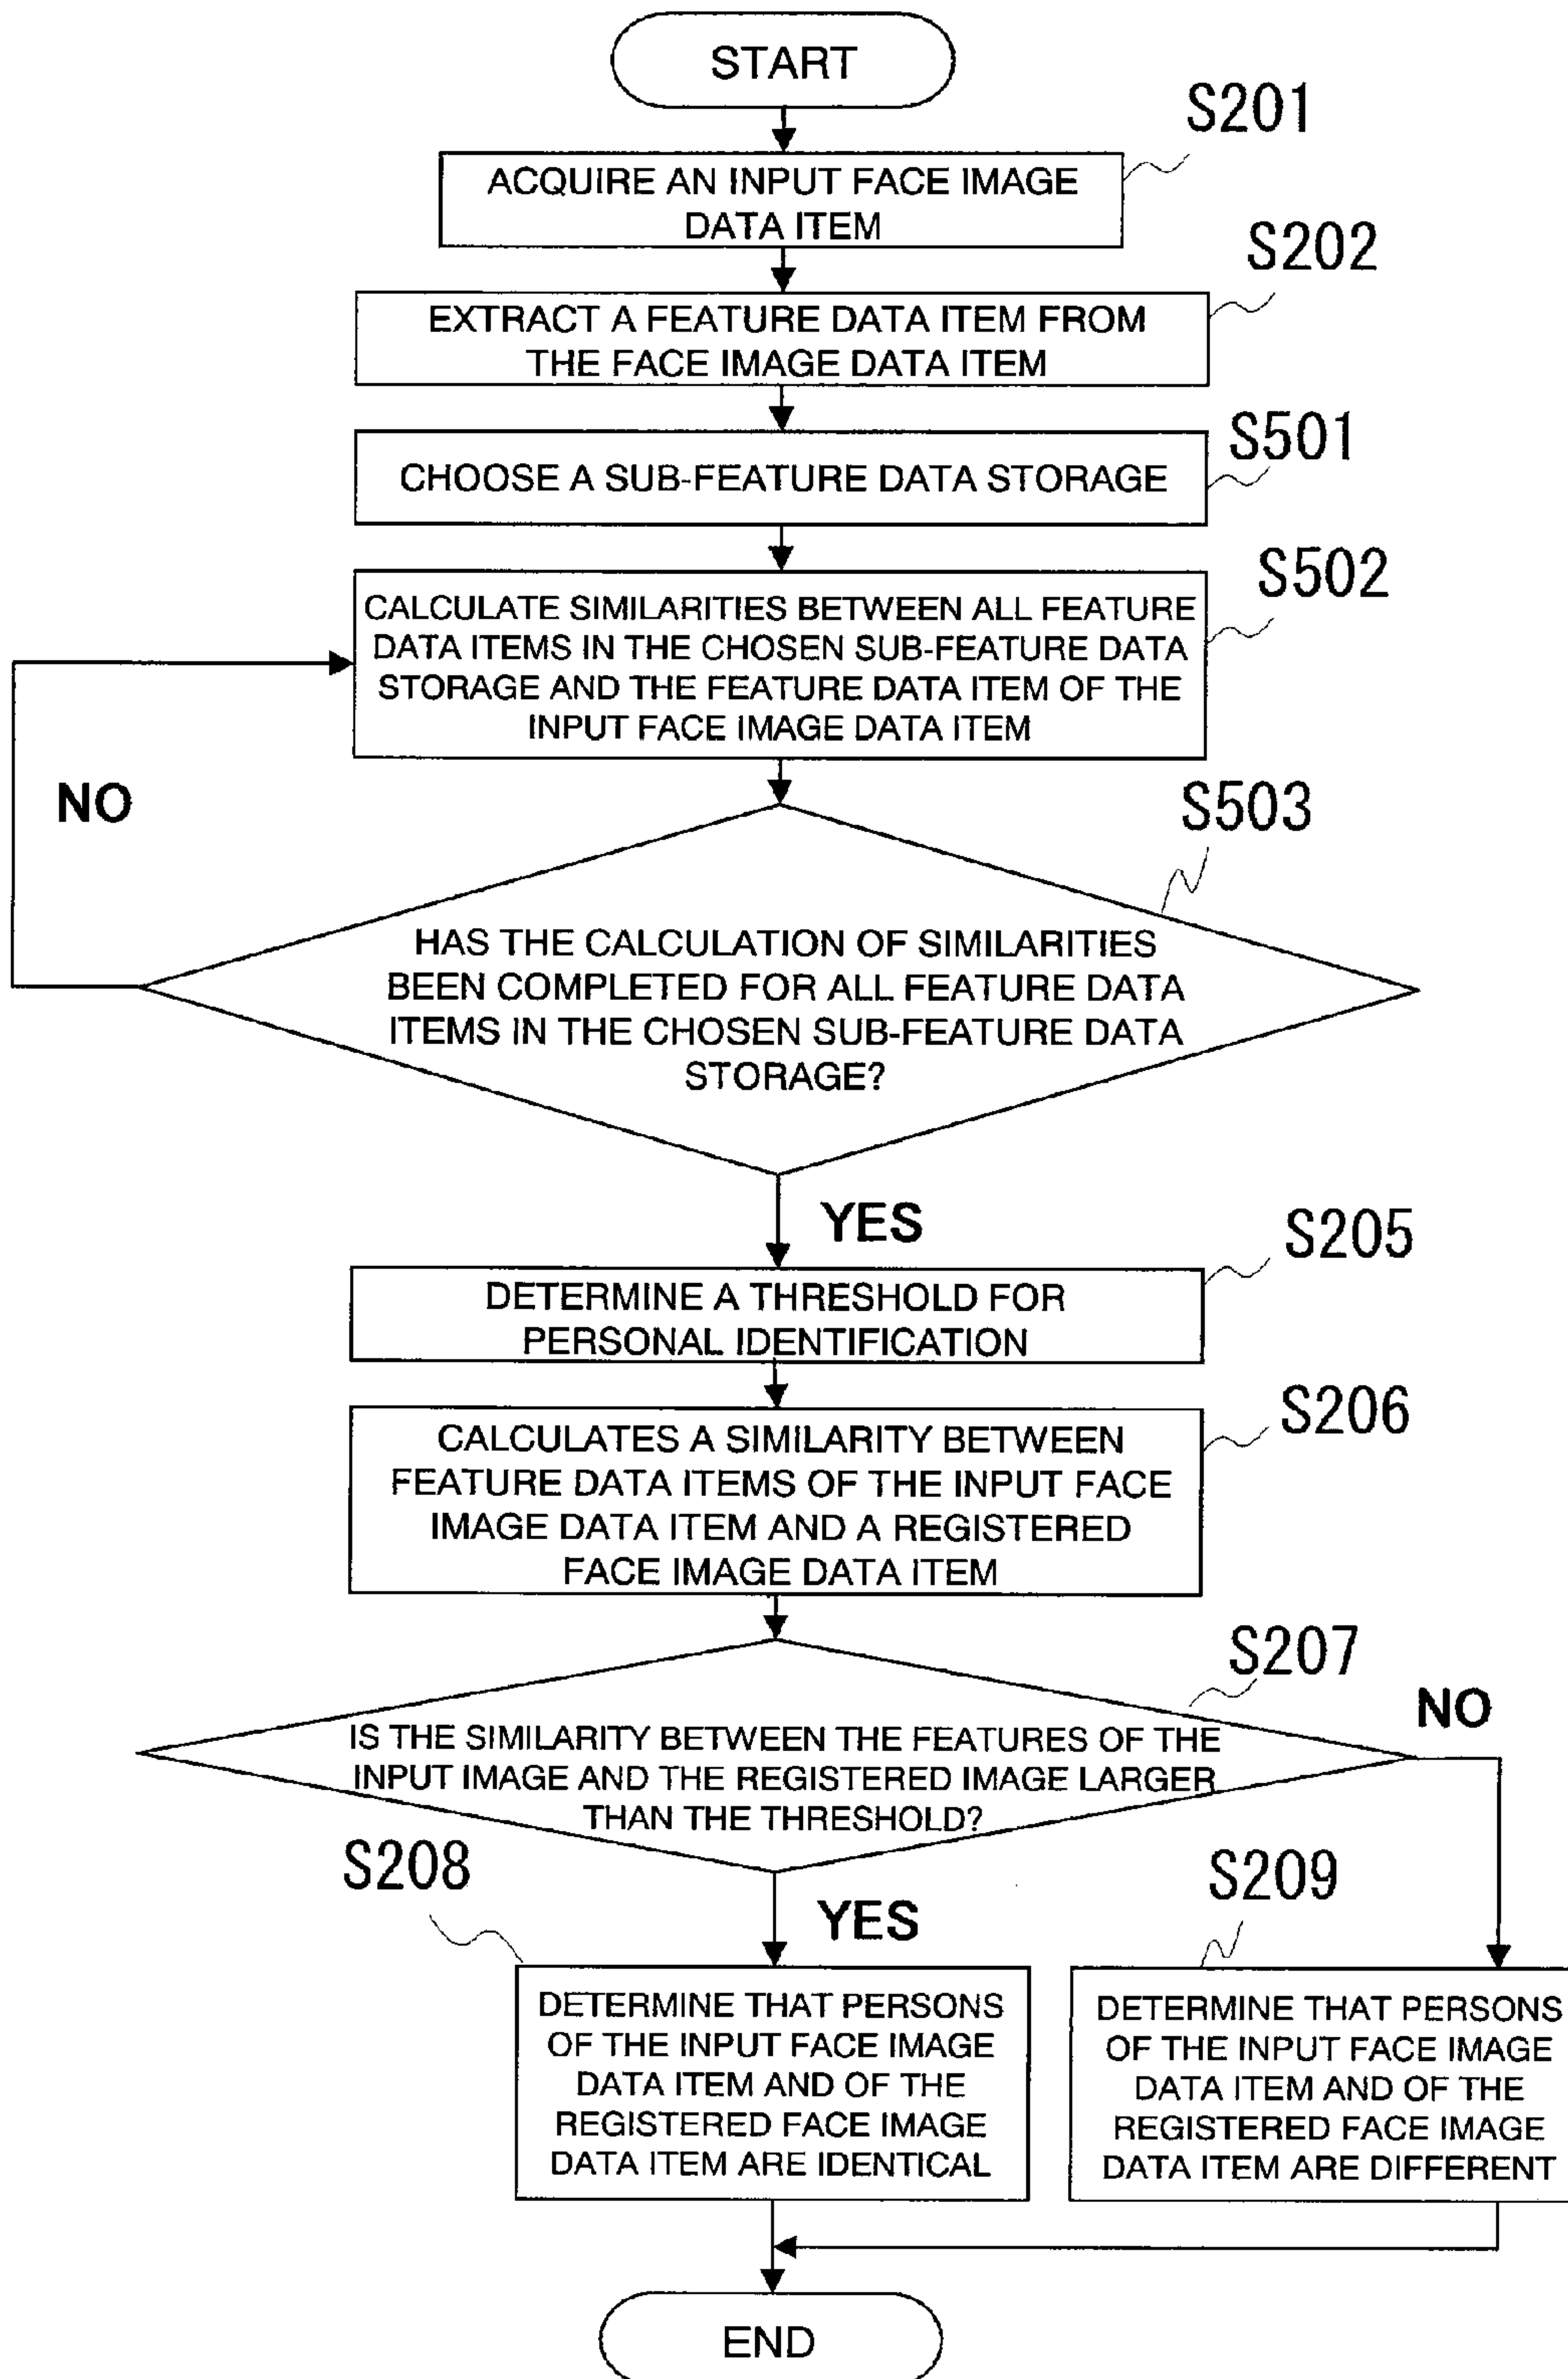 START
S201
ACQUIRE AN INPUT FACE IMAGE
DATA ITEM
S202
EXTRACT A FEATURE DATA ITEM FROM
THE FACE IMAGE DATA ITEM
S501
CHOOSE A SUB-FEATURE DATA STORAGE
S502
CALCULATE SIMILARITIES BETWEEN ALL FEATURE
DATA ITEMS IN THE CHOSEN SUB-FEATURE DATA
STORAGE AND THE FEATURE DATA ITEM OF THE
INPUT FACE IMAGE DATA ITEM
NO
S503
HAS THE CALCULATION OF SIMILARITIES
BEEN COMPLETED FOR ALL FEATURE DATA
ITEMS IN THE CHOSEN SUB-FEATURE DATA
STORAGE?
YES
S205
DETERMINE A THRESHOLD FOR
PERSONAL IDENTIFICATION
S206
CALCULATES A SIMILARITY BETWEEN
FEATURE DATA ITEMS OF THE INPUT FACE
IMAGE DATA ITEM AND A REGISTERED
FACE IMAGE DATA ITEM
S207
NO
IS THE SIMILARITY BETWEEN THE FEATURES OF THE
INPUT IMAGE AND THE REGISTERED IMAGE LARGER
THAN THE THRESHOLD?
S208
YES
DETERMINE THAT PERSONS
OF THE INPUT FACE IMAGE
DATA ITEM AND OF THE
REGISTERED FACE IMAGE
DATA ITEM ARE IDENTICAL
S209
DETERMINE THAT PERSONS
OF THE INPUT FACE IMAGE
DATA ITEM AND OF THE
REGISTERED FACE IMAGE
DATA ITEM ARE DIFFERENT
END